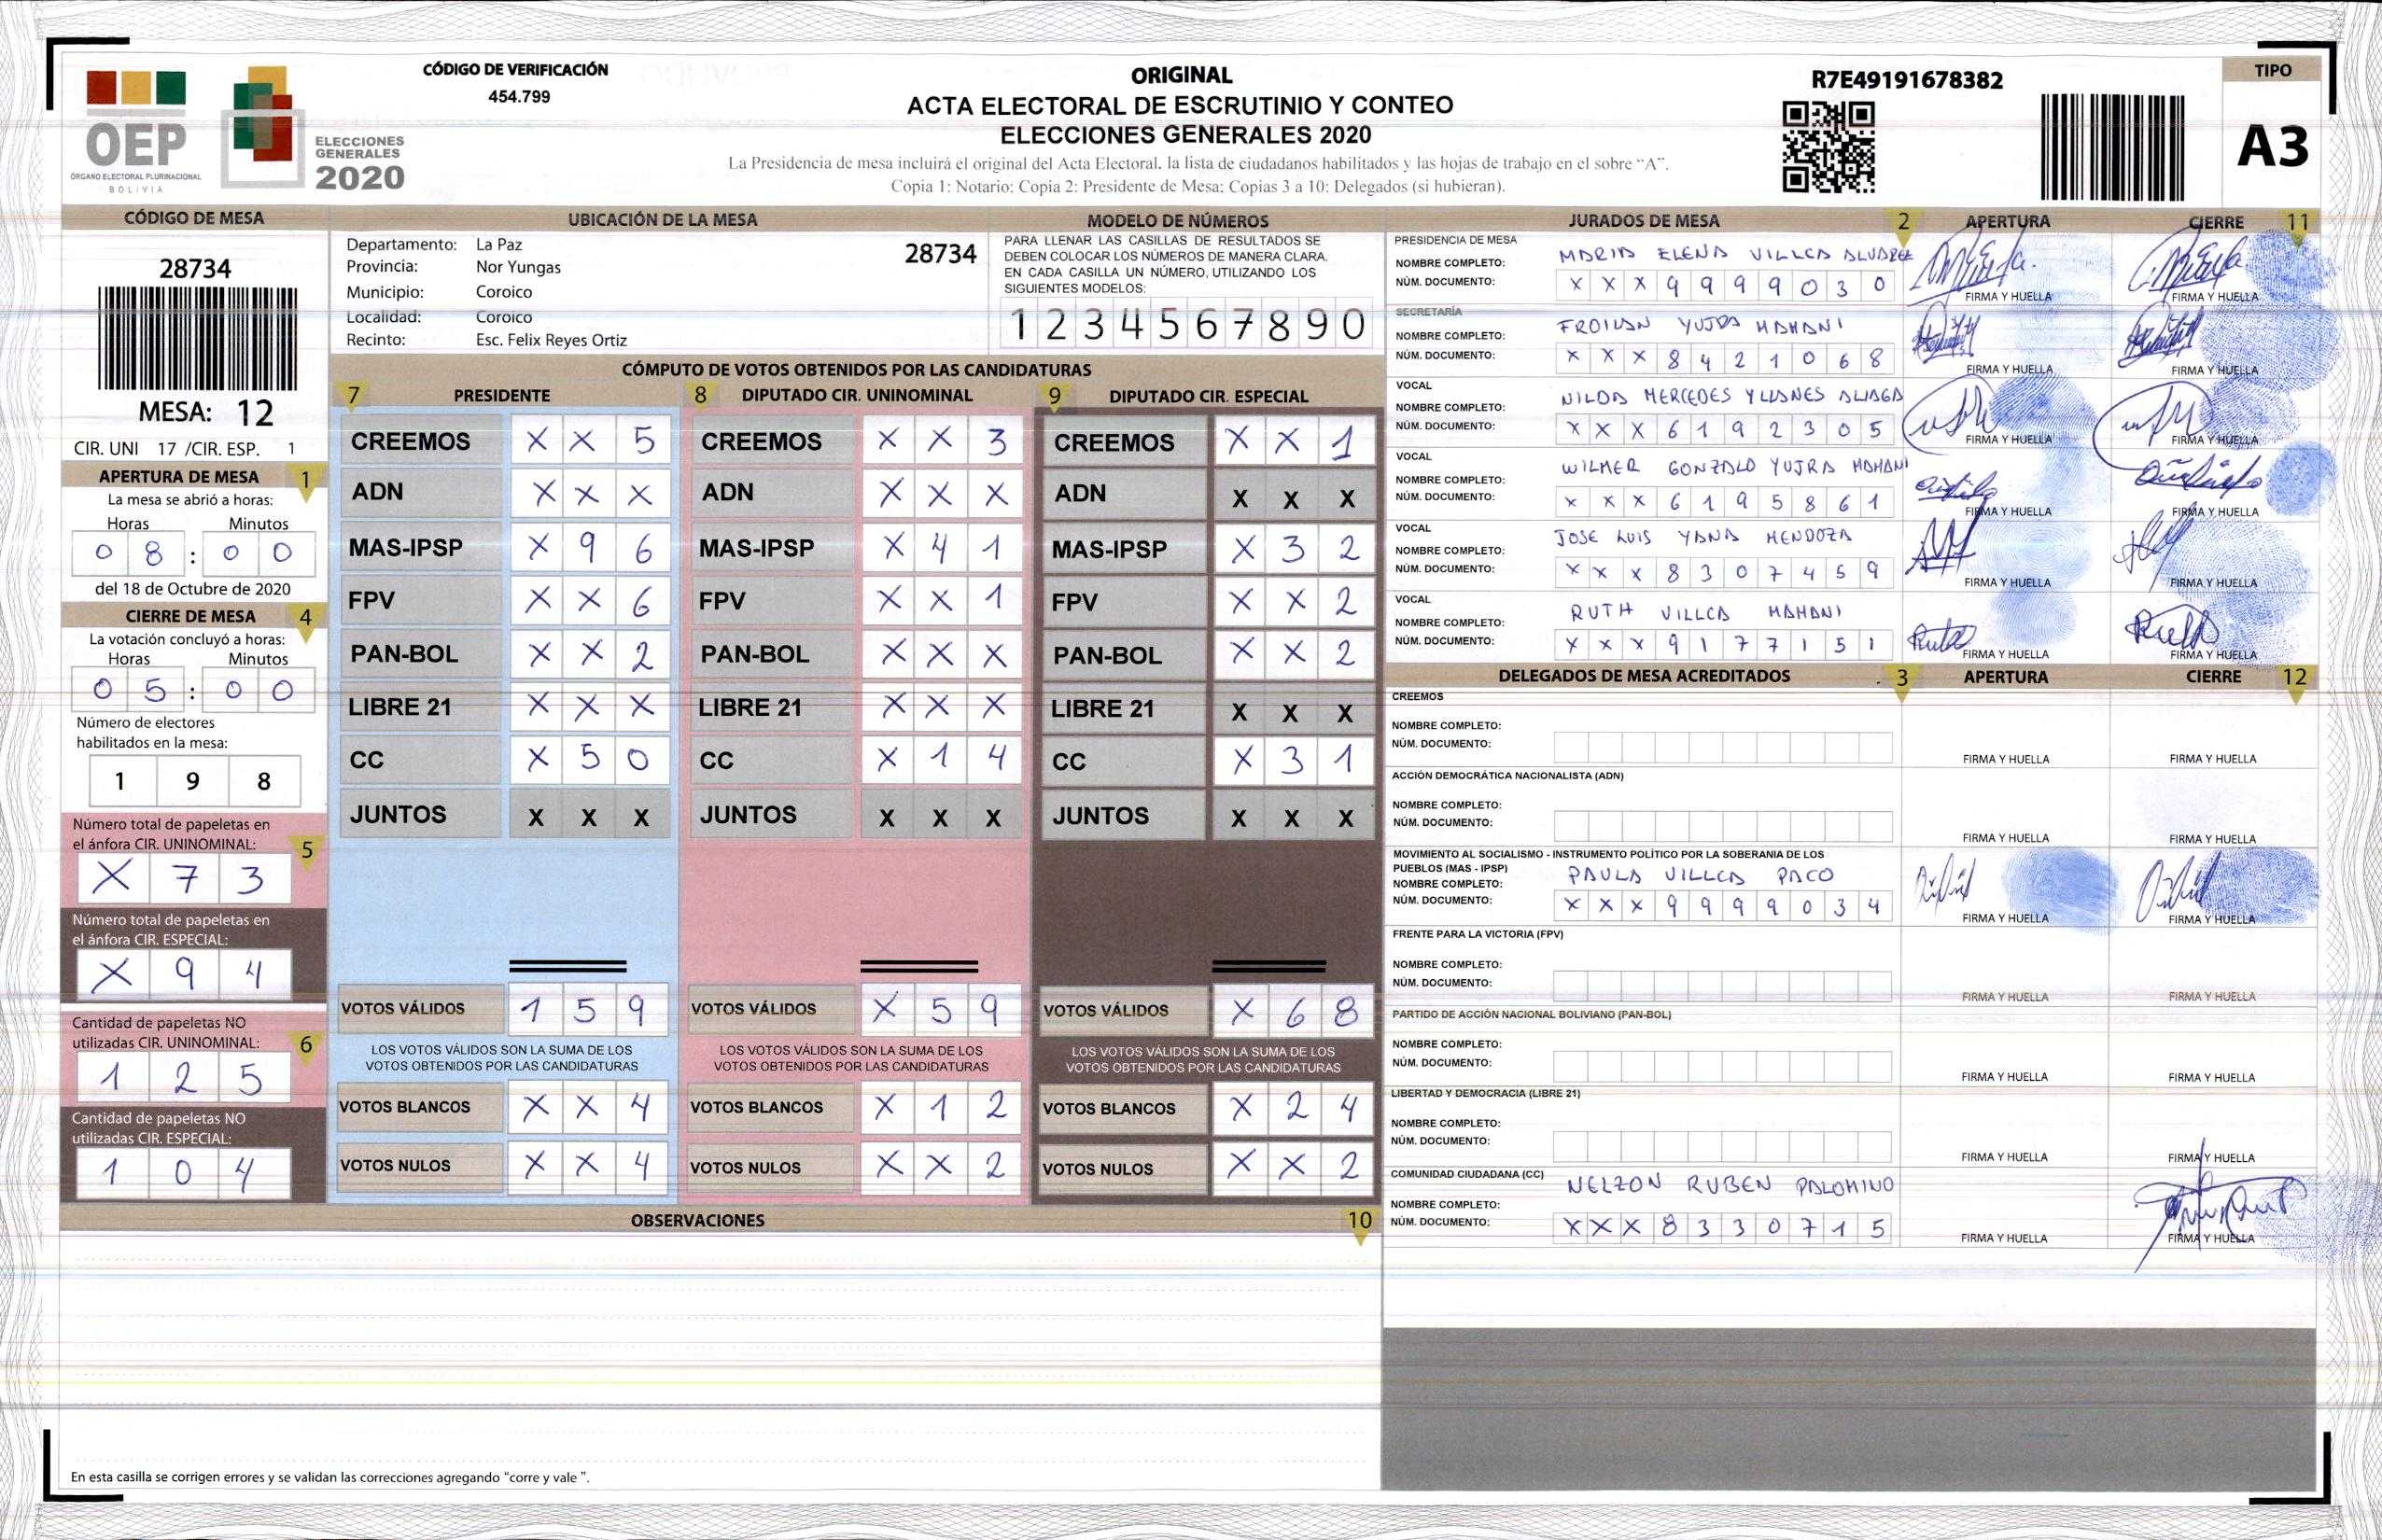 OEP
ÓRGANO ELECTORAL PLURINACIONAL
BOLIVIA
ELECCIONES
GENERALES
2020
CÓDIGO DE VERIFICACIÓN
454.799
ORIGINAL
ACTA ELECTORAL DE ESCRUTINIO Y CONTEO
ELECCIONES GENERALES 2020
La Presidencia de mesa incluirá el original del Acta Electoral, la lista de ciudadanos habilitados y las hojas de trabajo en el sobre “A”.
Copia 1: Notario; Copia 2: Presidente de Mesa; Copias 3 a 10: Delegados (si hubieran).
R7E49191678382
TIPO
A3
CÓDIGO DE MESA
28734
MESA: 12
CIR. UNI 17 /CIR. ESP. 1
APERTURA DE MESA 1
La mesa se abrió a horas:
Horas Minutos
0 8 : 0 0
del 18 de Octubre de 2020
CIERRE DE MESA 4
La votación concluyó a horas:
Horas Minutos
0 5 : 0 0
Número de electores
habilitados en la mesa:
1 9 8
Número total de papeletas en
el ánfora CIR. UNINOMINAL: 5
X 7 3
Número total de papeletas en
el ánfora CIR. ESPECIAL:
X 9 4
Cantidad de papeletas NO
utilizadas CIR. UNINOMINAL: 6
1 2 5
Cantidad de papeletas NO
utilizadas CIR. ESPECIAL:
1 0 4
UBICACIÓN DE LA MESA
Departamento: La Paz 28734
Provincia: Nor Yungas
Municipio: Coroico
Localidad: Coroico
Recinto: Esc. Felix Reyes Ortiz
MODELO DE NÚMEROS
PARA LLENAR LAS CASILLAS DE RESULTADOS SE
DEBEN COLOCAR LOS NÚMEROS DE MANERA CLARA.
EN CADA CASILLA UN NÚMERO, UTILIZANDO LOS
SIGUIENTES MODELOS:
1 2 3 4 5 6 7 8 9 0
CÓMPUTO DE VOTOS OBTENIDOS POR LAS CANDIDATURAS
7 PRESIDENTE 8 DIPUTADO CIR. UNINOMINAL 9 DIPUTADO CIR. ESPECIAL
CREEMOS X X 5 CREEMOS X X 3 CREEMOS X X 1
ADN X X X ADN X X X ADN X X X
MAS-IPSP X 9 6 MAS-IPSP X 4 1 MAS-IPSP X 3 2
FPV X X 6 FPV X X 1 FPV X X 2
PAN-BOL X X 2 PAN-BOL X X X PAN-BOL X X 2
LIBRE 21 X X X LIBRE 21 X X X LIBRE 21 X X X
CC X 5 0 CC X 1 4 CC X 3 1
JUNTOS X X X JUNTOS X X X JUNTOS X X X
VOTOS VÁLIDOS 1 5 9 VOTOS VÁLIDOS X 5 9 VOTOS VÁLIDOS X 6 8
LOS VOTOS VÁLIDOS SON LA SUMA DE LOS LOS VOTOS VÁLIDOS SON LA SUMA DE LOS LOS VOTOS VÁLIDOS SON LA SUMA DE LOS
VOTOS OBTENIDOS POR LAS CANDIDATURAS VOTOS OBTENIDOS POR LAS CANDIDATURAS VOTOS OBTENIDOS POR LAS CANDIDATURAS
VOTOS BLANCOS X X 4 VOTOS BLANCOS X 1 2 VOTOS BLANCOS X 2 4
VOTOS NULOS X X 4 VOTOS NULOS X X 2 VOTOS NULOS X X 2
OBSERVACIONES 10
En esta casilla se corrigen errores y se validan las correcciones agregando “corre y vale ”.
JURADOS DE MESA 2 APERTURA CIERRE 11
PRESIDENCIA DE MESA
NOMBRE COMPLETO: MARIA ELENA VILLCA ALVAREZ
NÚM. DOCUMENTO: X X X 9 9 9 9 0 3 0 FIRMA Y HUELLA FIRMA Y HUELLA
SECRETARÍA
NOMBRE COMPLETO: FROILAN YUJRA MAMANI
NÚM. DOCUMENTO: X X X 8 4 2 1 0 6 8 FIRMA Y HUELLA FIRMA Y HUELLA
VOCAL
NOMBRE COMPLETO: NILDA MERCEDES YLLANES ALIAGA
NÚM. DOCUMENTO: X X X 6 1 9 2 3 0 5 FIRMA Y HUELLA FIRMA Y HUELLA
VOCAL
NOMBRE COMPLETO: WILMER GONZALO YUJRA MAMANI
NÚM. DOCUMENTO: X X X 6 1 9 5 8 6 1 FIRMA Y HUELLA FIRMA Y HUELLA
VOCAL
NOMBRE COMPLETO: JOSE LUIS YANA MENDOZA
NÚM. DOCUMENTO: X X X 8 3 0 7 4 5 9 FIRMA Y HUELLA FIRMA Y HUELLA
VOCAL
NOMBRE COMPLETO: RUTH VILLCA MAMANI
NÚM. DOCUMENTO: X X X 9 1 7 7 1 5 1 FIRMA Y HUELLA FIRMA Y HUELLA
DELEGADOS DE MESA ACREDITADOS 3 APERTURA CIERRE 12
CREEMOS
NOMBRE COMPLETO:
NÚM. DOCUMENTO: FIRMA Y HUELLA FIRMA Y HUELLA
ACCIÓN DEMOCRÁTICA NACIONALISTA (ADN)
NOMBRE COMPLETO:
NÚM. DOCUMENTO: FIRMA Y HUELLA FIRMA Y HUELLA
MOVIMIENTO AL SOCIALISMO - INSTRUMENTO POLÍTICO POR LA SOBERANIA DE LOS
PUEBLOS (MAS - IPSP)
NOMBRE COMPLETO: PAULA VILLCA PACO
NÚM. DOCUMENTO: X X X 9 9 9 9 0 3 4 FIRMA Y HUELLA FIRMA Y HUELLA
FRENTE PARA LA VICTORIA (FPV)
NOMBRE COMPLETO:
NÚM. DOCUMENTO: FIRMA Y HUELLA FIRMA Y HUELLA
PARTIDO DE ACCIÓN NACIONAL BOLIVIANO (PAN-BOL)
NOMBRE COMPLETO:
NÚM. DOCUMENTO: FIRMA Y HUELLA FIRMA Y HUELLA
LIBERTAD Y DEMOCRACIA (LIBRE 21)
NOMBRE COMPLETO:
NÚM. DOCUMENTO: FIRMA Y HUELLA FIRMA Y HUELLA
COMUNIDAD CIUDADANA (CC)
NOMBRE COMPLETO: NELZON RUBEN PALOMINO
NÚM. DOCUMENTO: X X X 8 3 3 0 7 1 5 FIRMA Y HUELLA FIRMA Y HUELLA